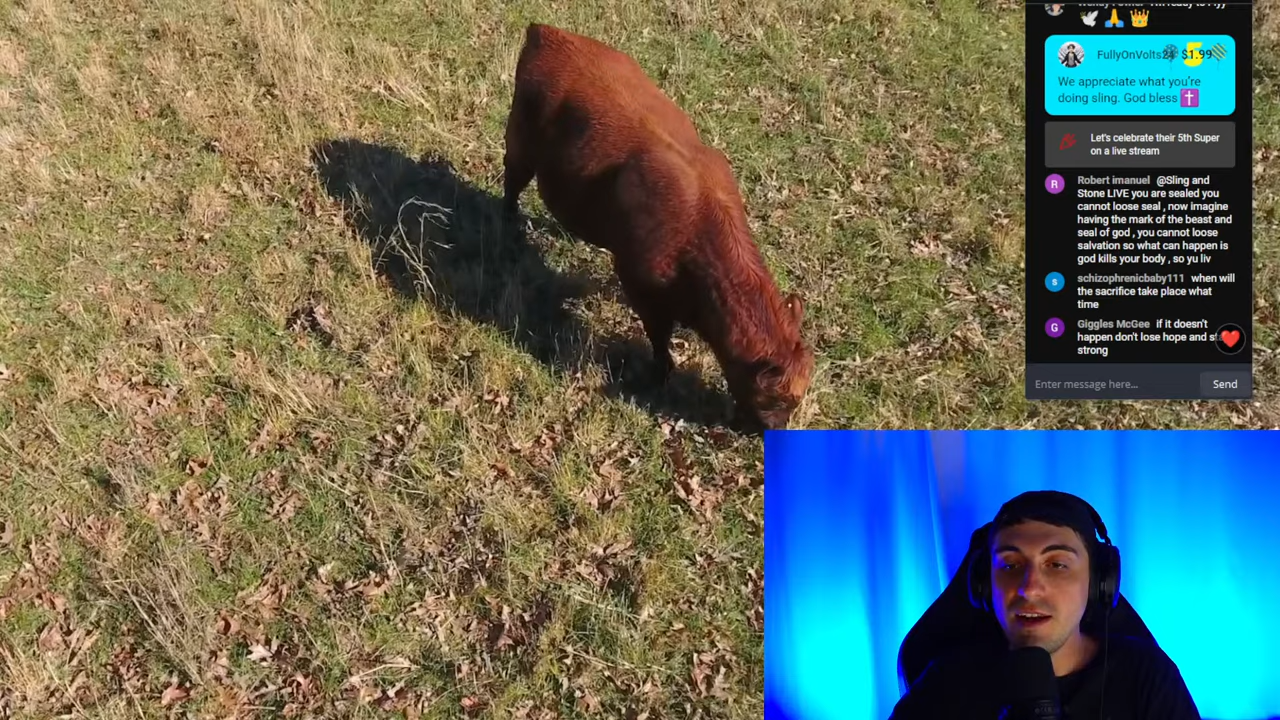 FullyOnVolts24 $1.99
We appreciate what you're
doing sling. God bless
Let's celebrate their 5th Super
on a live stream
R
Robert imanuel @Sling and
Stone LIVE you are sealed you
cannot loose seal , now imagine
having the mark of the beast and
seal of god , you cannot loose
salvation so what can happen is
god kills your body , so yu liv
s
schizophrenicbaby111 when will
the sacrifice take place what
time
G
Giggles McGee if it doesn't
happen don't lose hope and
strong
Enter message here...
Send